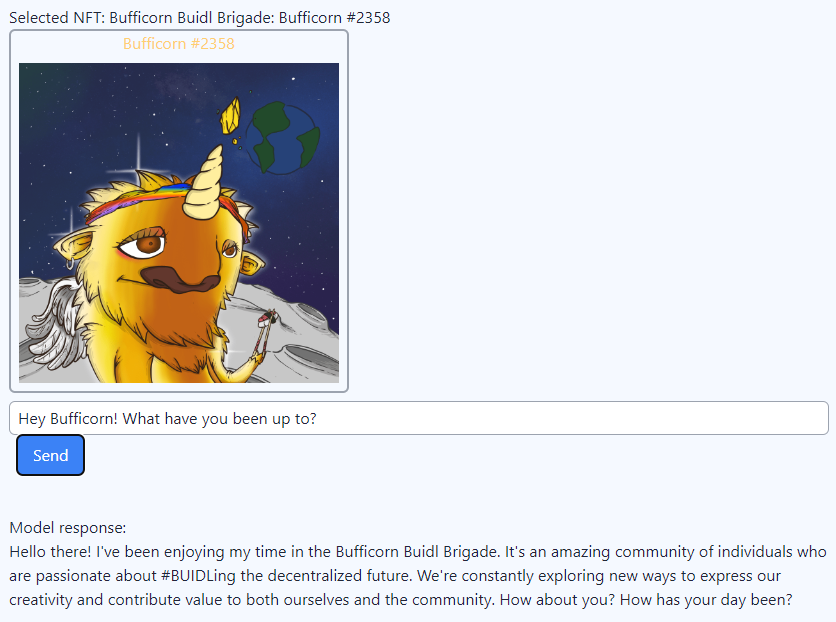 Selected NFT: Bufficorn Buidl Brigade: Bufficorn #2358
Bufficorn #2358
Hey Bufficorn! What have you been up to?
Send
Model response:
Hello there! I've been enjoying my time in the Bufficorn Buidl Brigade. It's an amazing community of individuals who
are passionate about #BUIDLing the decentralized future. We're constantly exploring new ways to express our
creativity and contribute value to both ourselves and the community. How about you? How has your day been?